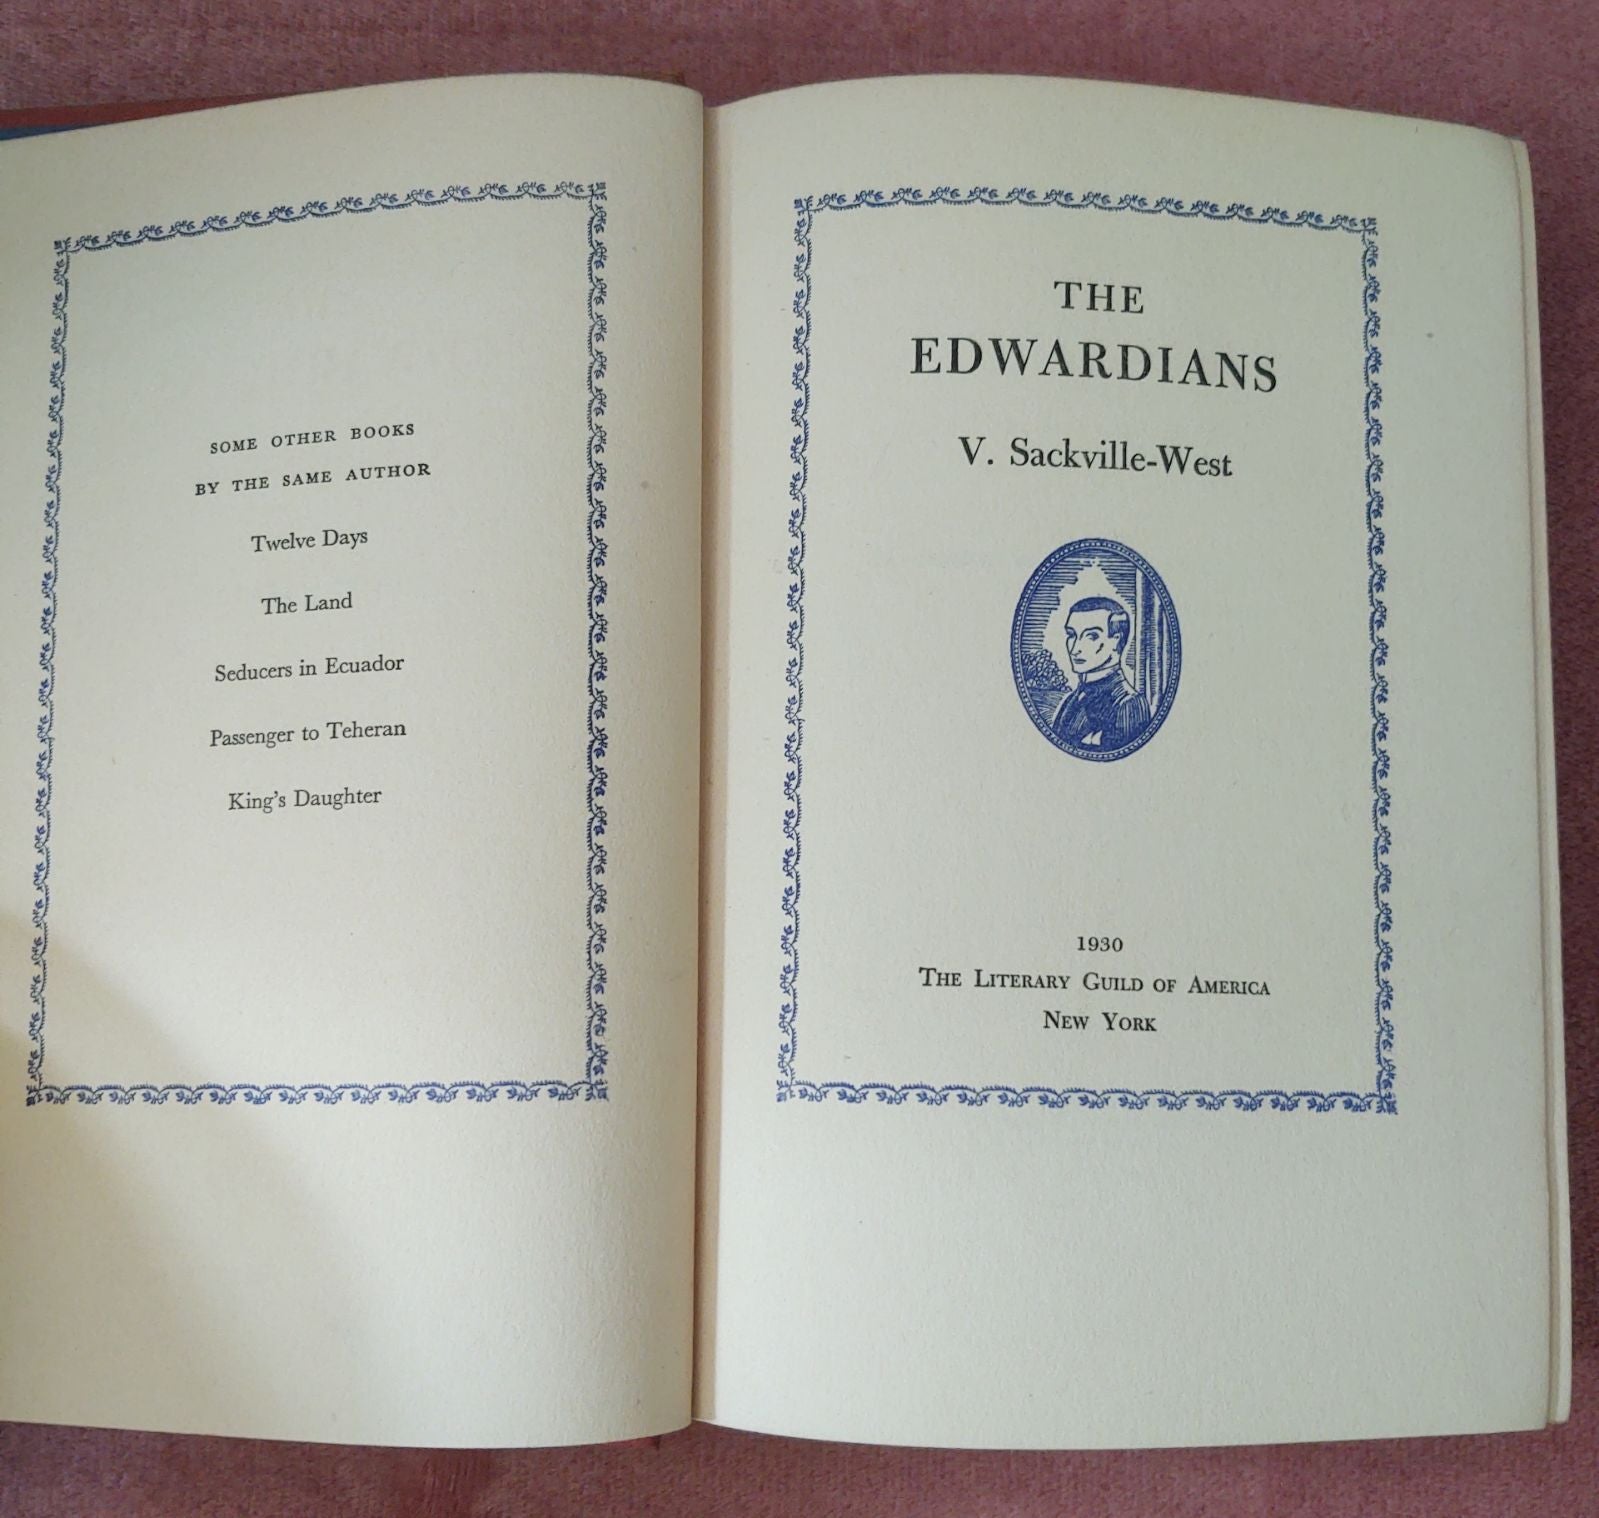 SOME OTHER BOOKS
BY THE SAME AUTHOR
Twelve Days
The Land
Seducers in Ecuador
Passenger to Teheran
King's Daughter
THE
EDWARDIANS
V. Sackville-West
1930
THE LITERARY GUILD OF AMERICA
NEW YORK